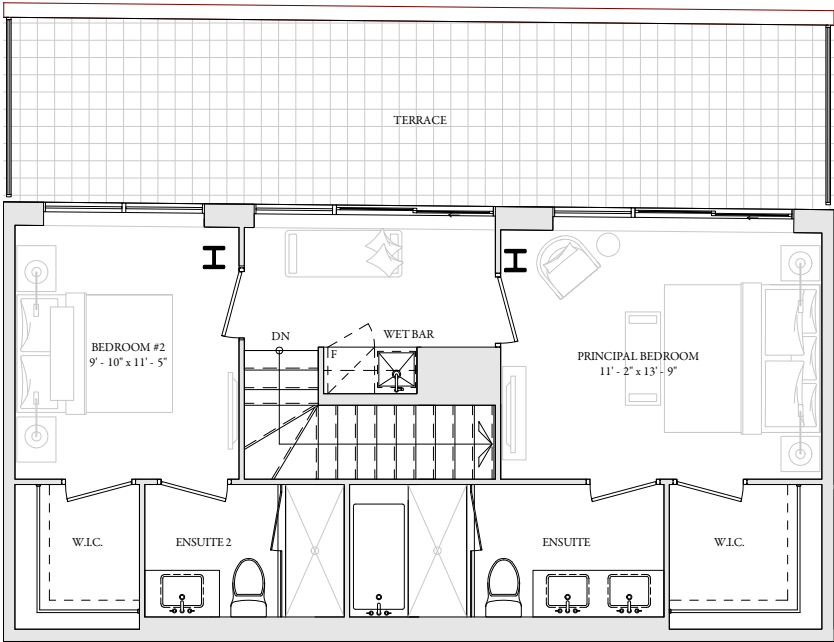 TERRACE
DN
WET BAR
F
BEDROOM #2
9' - 10" x 11' - 5"
PRINCIPAL BEDROOM
11' - 2" x 13' - 9"
W.I.C.
ENSUITE 2
ENSUITE
W.I.C.